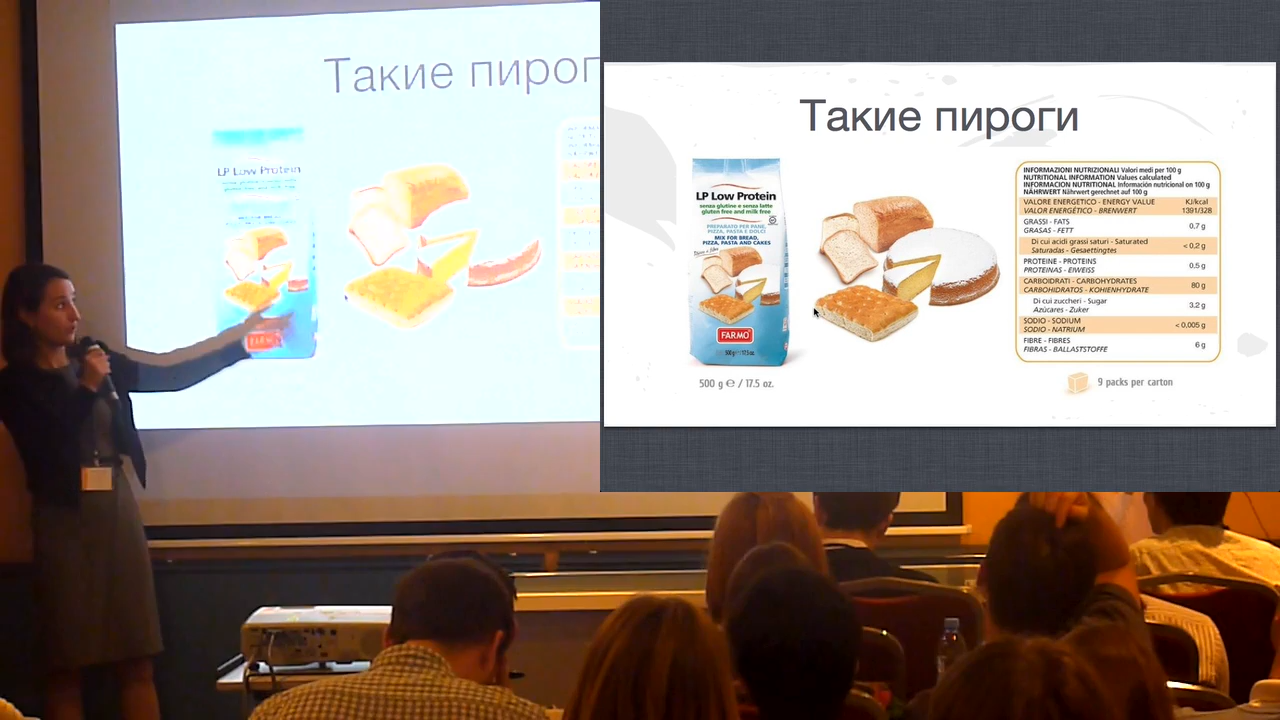 Такие пирог
LP Low Protein
Такие пироги
LP Low Protein
senza glutine e senza latte
gluten free and milk free
PREPARATO PER PANE,
PIZZA, PASTA E DOLCI
MIX FOR BREAD,
PIZZA, PASTA AND CAKES
FARMO
500 g ℮ / 17.5 oz.
INFORMAZIONI NUTRIZIONALI Valori medi per 100 g
NUTRITIONAL INFORMATION Values calculated
INFORMACION NUTRITIONAL Información nutricional on 100 g
NÄHRWERT Nährwert gerechnet auf 100 g
VALORE ENERGETICO - ENERGY VALUE KJ/kcal
VALOR ENERGÉTICO - BRENWERT 1391/328
GRASSI - FATS 0,7 g
GRASAS - FETT
Di cui acidi grassi saturi - Saturated < 0,2 g
Saturadas - Gesaettingtes
PROTEINE - PROTEINS 0,5 g
PROTEINAS - EIWEISS
CARBOIDRATI - CARBOHYDRATES 80 g
CARBOHIDRATOS - KOHIENHYDRATE
Di cui zuccheri - Sugar 3,2 g
Azúcares - Zuker
SODIO - SODIUM < 0,005 g
SODIO - NATRIUM
FIBRE - FIBRES 6 g
FIBRAS - BALLASTSTOFFE
9 packs per carton